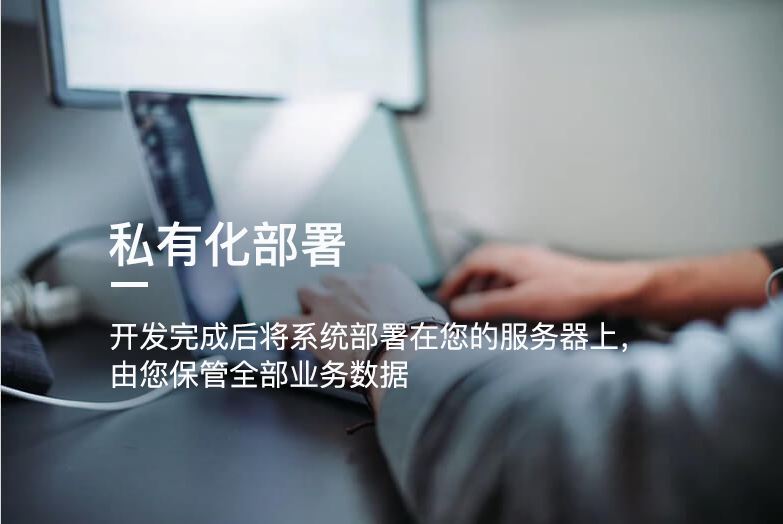 私有化部署
开发完成后将系统部署在您的服务器上，
由您保管全部业务数据